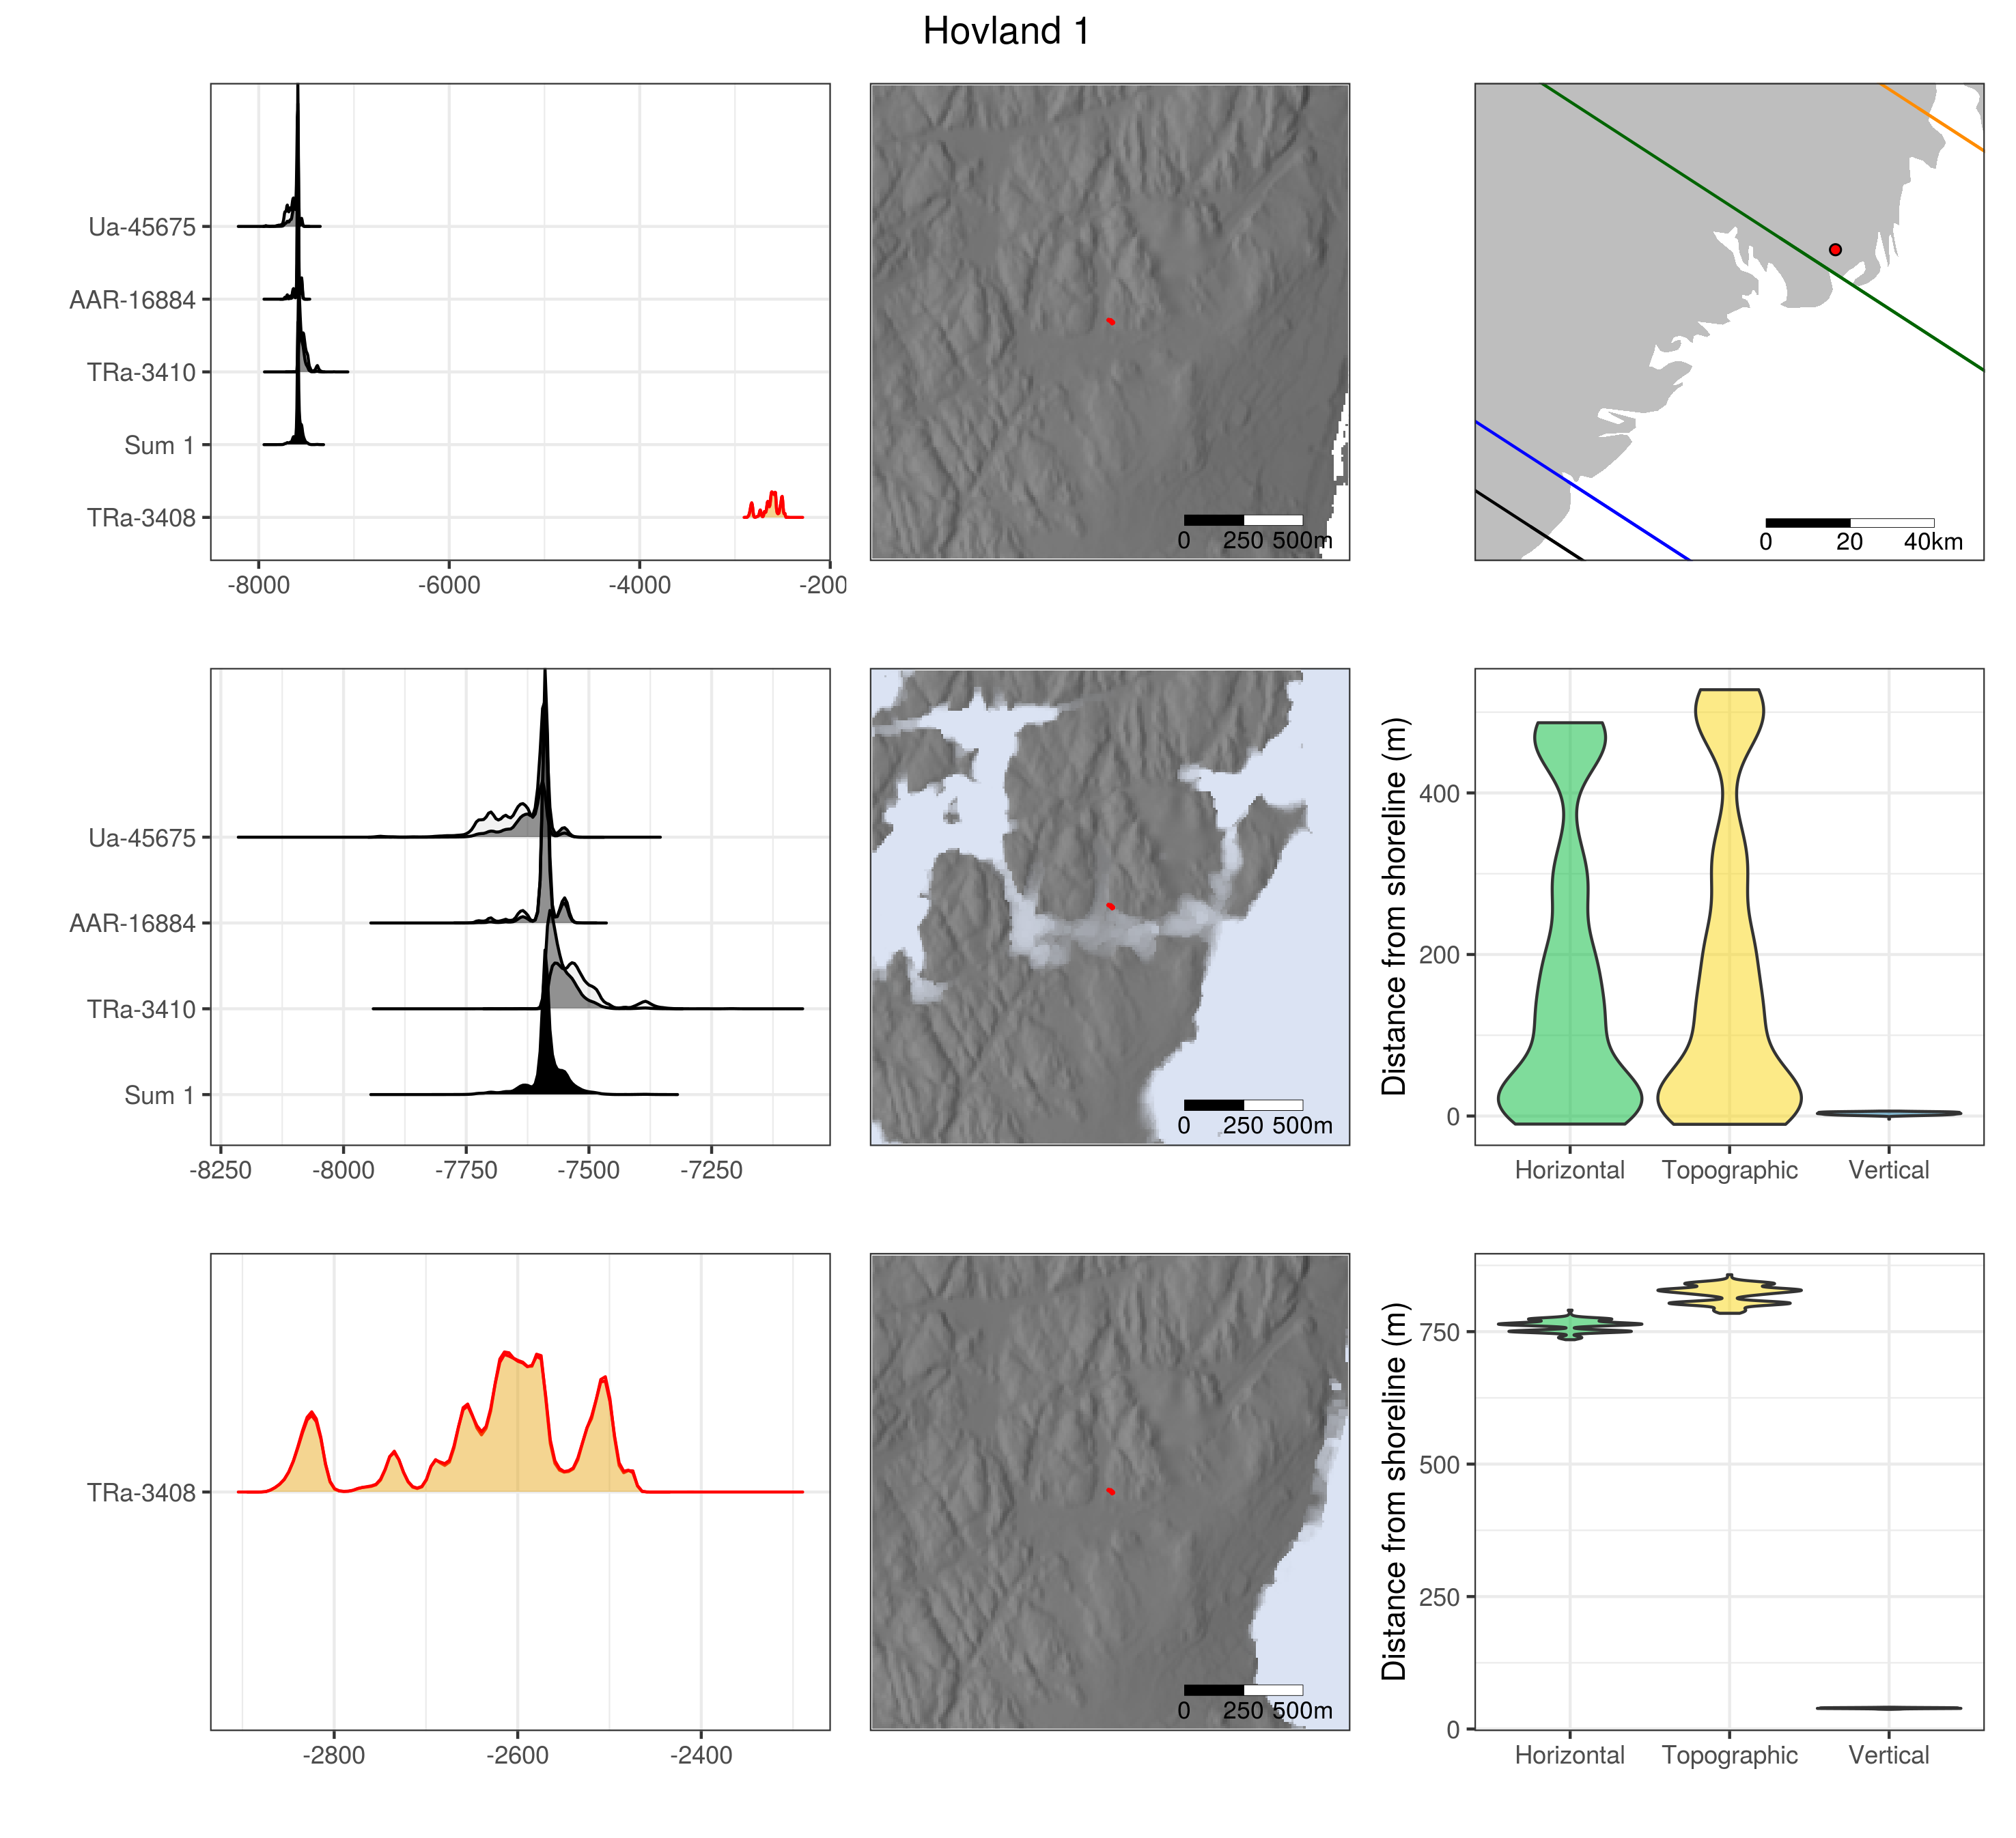 Hovland 1
Ua-45675
AAR-16884
TRa-3410
Sum 1
TRa-3408
-8000 -6000 -4000 -200
0 250 500m
0 20 40km
Ua-45675
AAR-16884
TRa-3410
Sum 1
-8250 -8000 -7750 -7500 -7250
0 250 500m
Distance from shoreline (m)
400
200
0
Horizontal Topographic Vertical
TRa-3408
-2800 -2600 -2400
0 250 500m
Distance from shoreline (m)
750
500
250
0
Horizontal Topographic Vertical